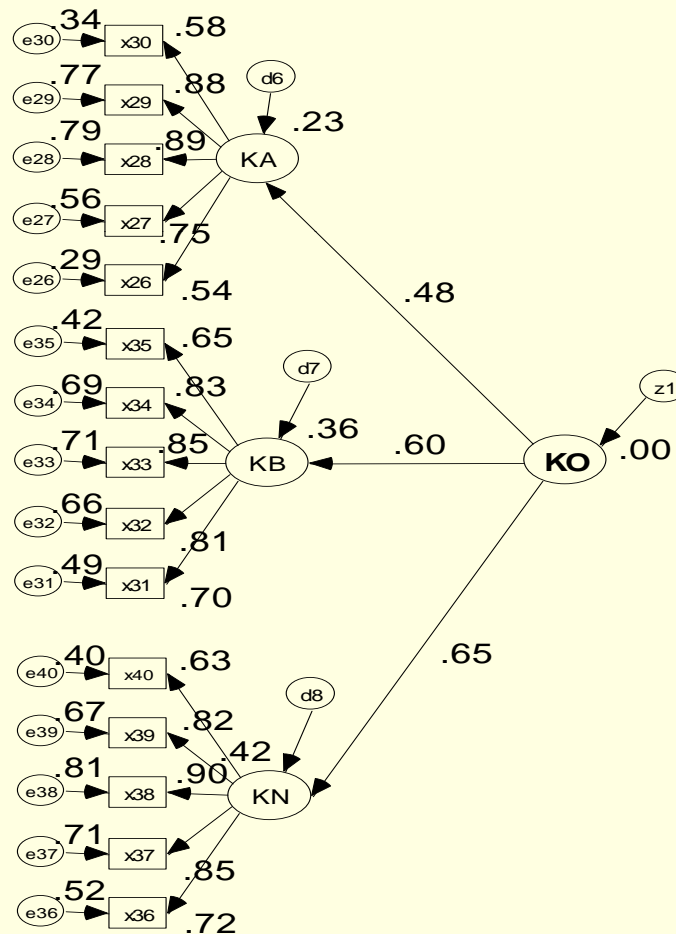 e30 .34 x30 .58
e29 .77 x29 .88
d6
.23
e28 .79 x28 .89 KA
e27 .56 x27 .75
e26 .29 x26 .54
.48
e35 .42 x35 .65
d7
z1
e34 .69 x34 .83
.36 .60 .00
e33 .71 x33 .85 KB KO
e32 .66 x32 .81
e31 .49 x31 .70
.65
e40 .40 x40 .63
d8
e39 .67 x39 .82
.42
e38 .81 x38 .90 KN
e37 .71 x37 .85
e36 .52 x36 .72